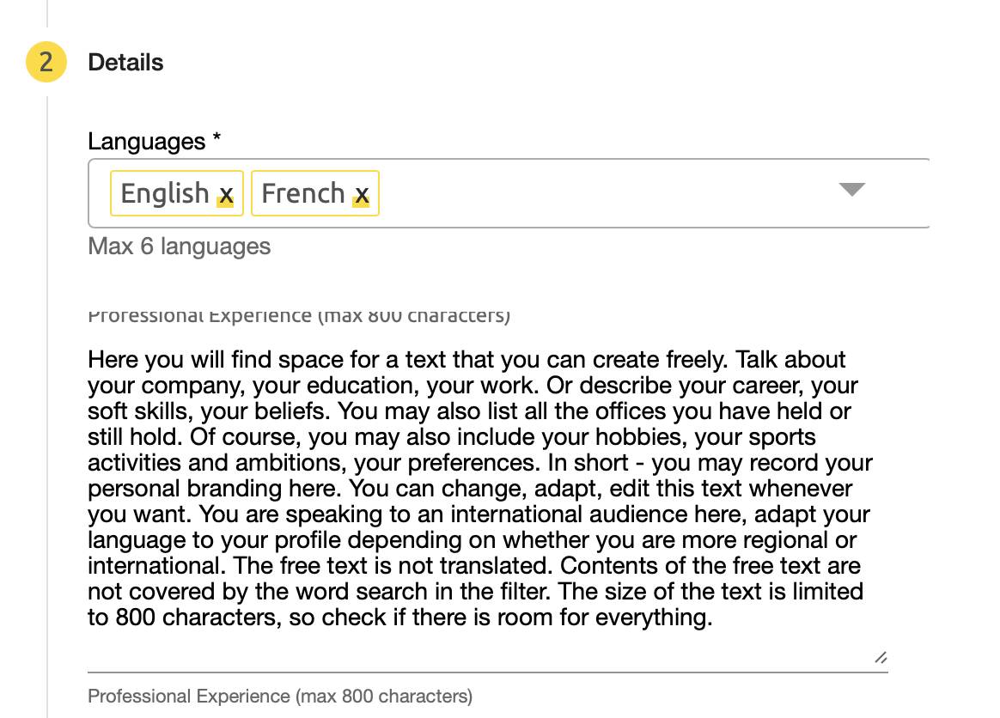 2 Details
Languages *
English x French x
Max 6 languages
Professional Experience (max 800 characters)
Here you will find space for a text that you can create freely. Talk about
your company, your education, your work. Or describe your career, your
soft skills, your beliefs. You may also list all the offices you have held or
still hold. Of course, you may also include your hobbies, your sports
activities and ambitions, your preferences. In short - you may record your
personal branding here. You can change, adapt, edit this text whenever
you want. You are speaking to an international audience here, adapt your
language to your profile depending on whether you are more regional or
international. The free text is not translated. Contents of the free text are
not covered by the word search in the filter. The size of the text is limited
to 800 characters, so check if there is room for everything.
Professional Experience (max 800 characters)